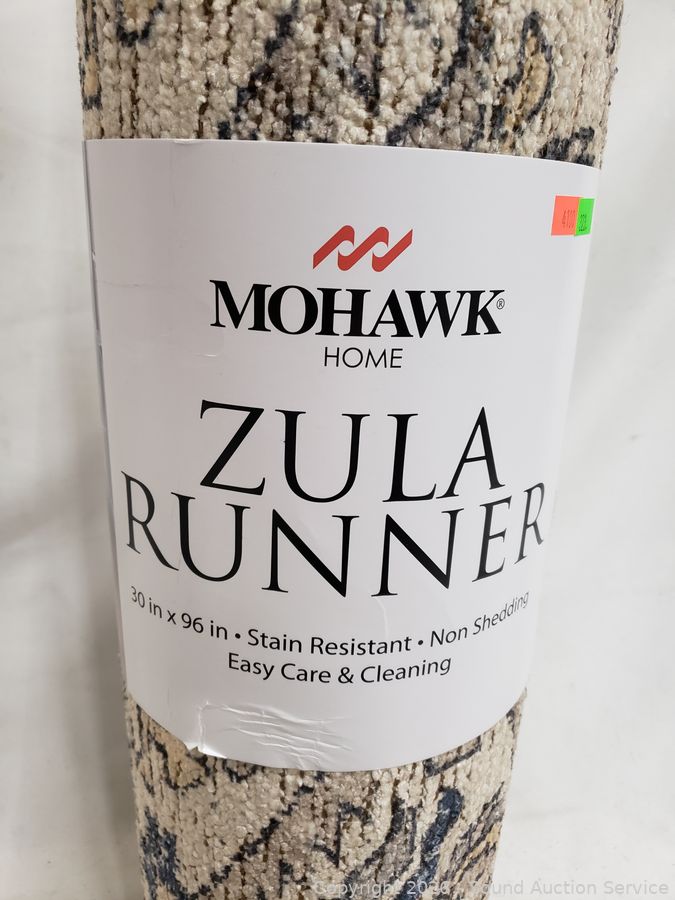 MOHAWK®
HOME
ZULA
RUNNER
30 in x 96 in • Stain Resistant • Non Shedding
Easy Care & Cleaning
Sound Auction Service